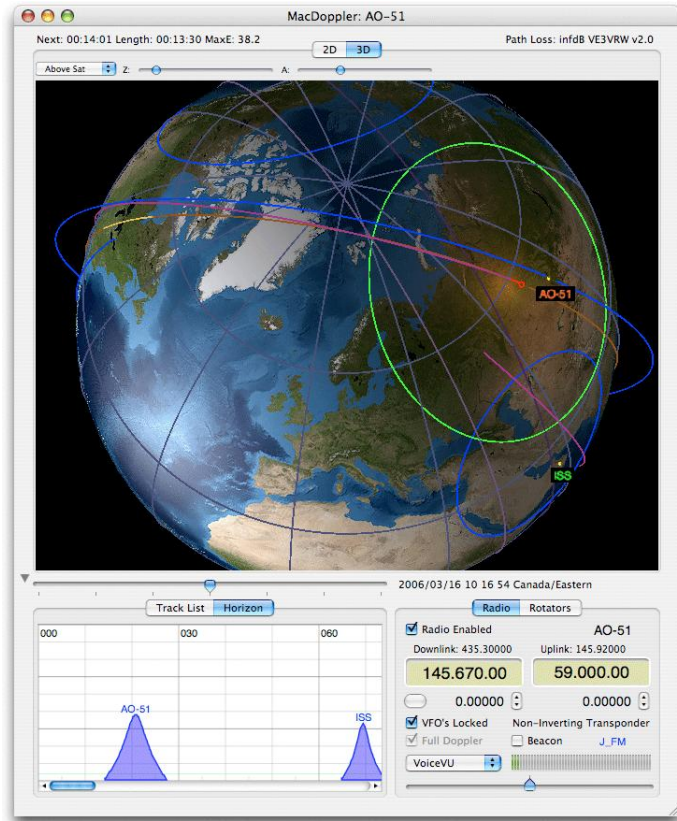 MacDoppler: AO-51
Next: 00:14:01 Length: 00:13:30 MaxE: 38.2
Path Loss: infdB VE3VRW v2.0
2D 3D
Above Sat Z: A:
AO-51
ISS
2006/03/16 10 16 54 Canada/Eastern
Track List Horizon
Radio Rotators
000 030 060
AO-51
ISS
Radio Enabled AO-51
Downlink: 435.30000 Uplink: 145.92000
145.670.00 59.000.00
0.00000 0.00000
VFO's Locked Non-Inverting Transponder
Full Doppler Beacon J_FM
VoiceVU